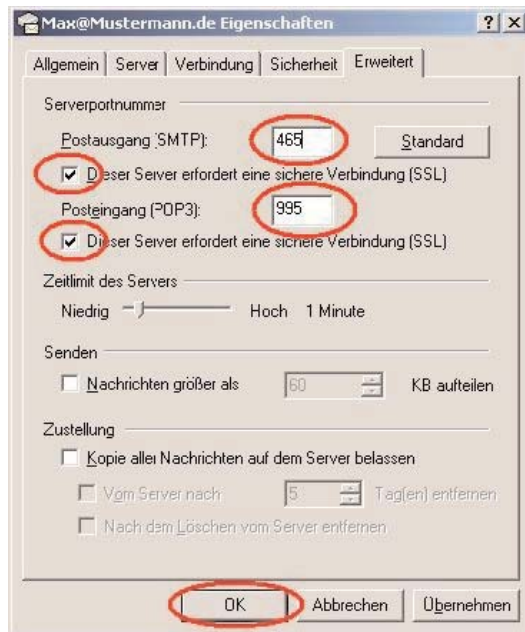 Max@Mustermann.de Eigenschaften
Allgemein Server Verbindung Sicherheit Erweitert
Serverportnummer
Postausgang (SMTP): 465 Standard
Dieser Server erfordert eine sichere Verbindung (SSL)
Posteingang (POP3): 995
Dieser Server erfordert eine sichere Verbindung (SSL)
Zeitlimit des Servers
Niedrig Hoch 1 Minute
Senden
Nachrichten größer als 60 KB aufteilen
Zustellung
Kopie aller Nachrichten auf dem Server belassen
Vom Server nach 5 Tag(en) entfernen
Nach dem Löschen vom Server entfernen
OK Abbrechen Übernehmen